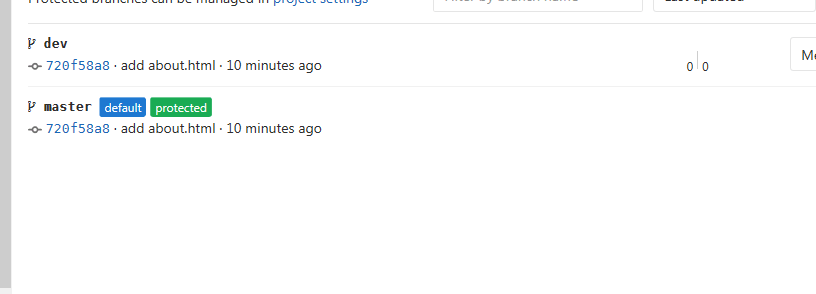 Protected branches can be managed in project settings
Filter by branch name
Last updated
dev
720f58a8 · add about.html · 10 minutes ago
0 0
master default protected
720f58a8 · add about.html · 10 minutes ago